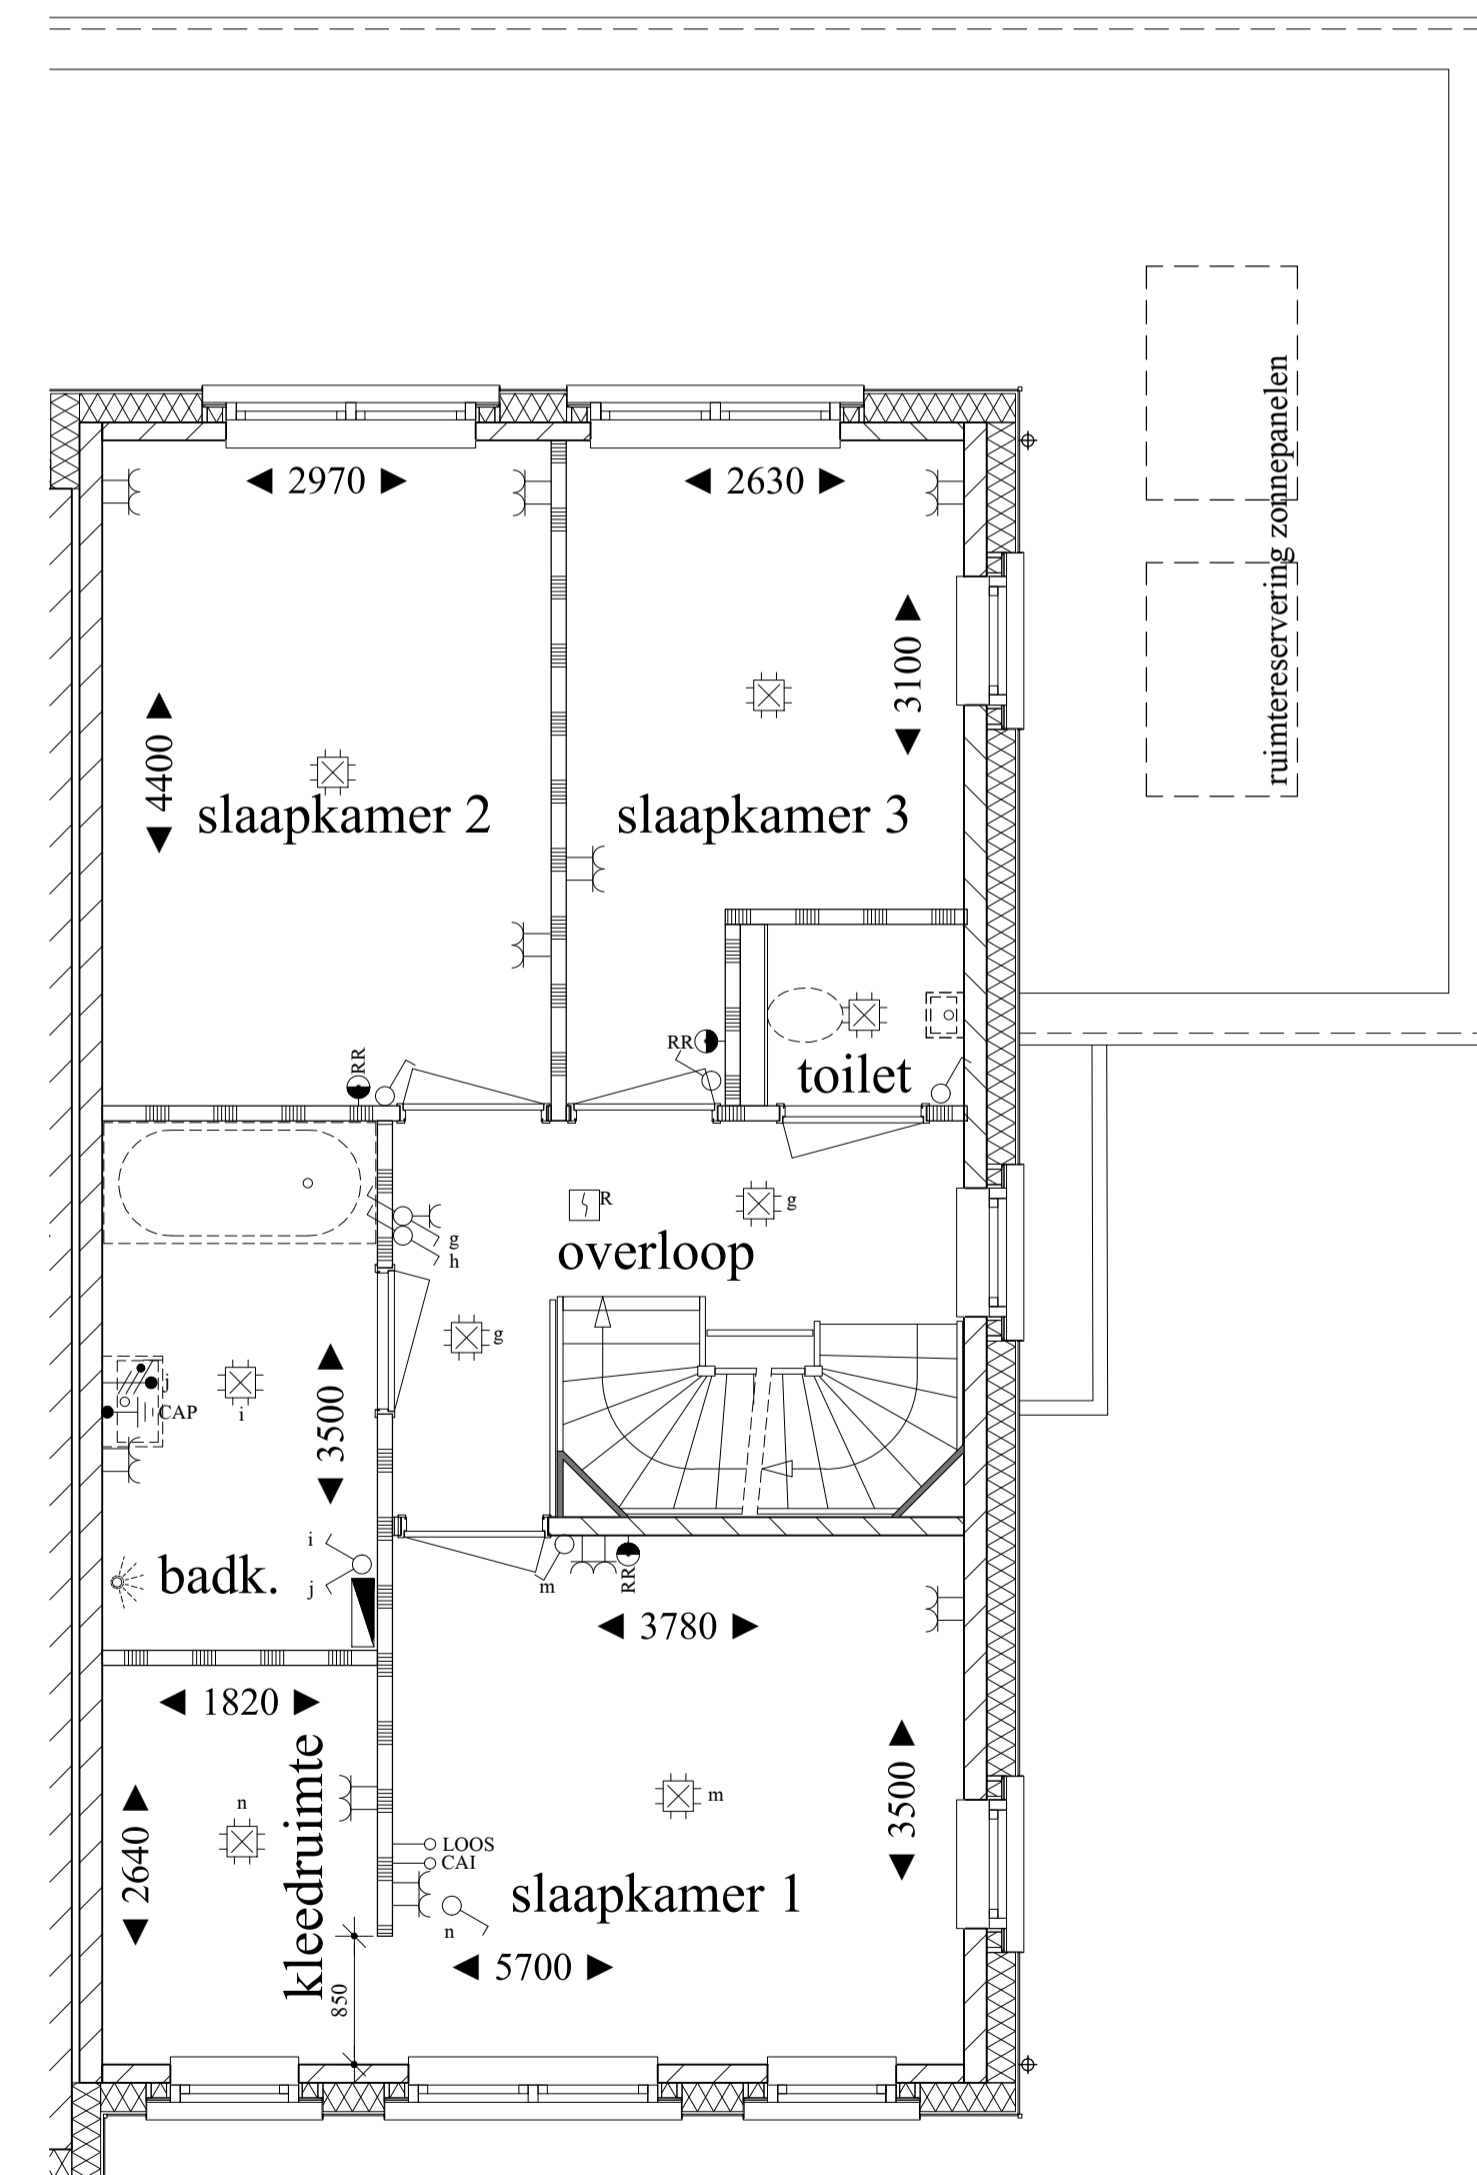 2970
2630
ruimtereservering zonnepanelen
3100
4400
slaapkamer 2
slaapkamer 3
RR
RR
toilet
R
g
g
h
overloop
g
j
CAP
i
3500
i
j
badk.
m
RR
3780
1820
kleedruimte
n
2640
m
3500
LOOS
CAI
slaapkamer 1
n
5700
850